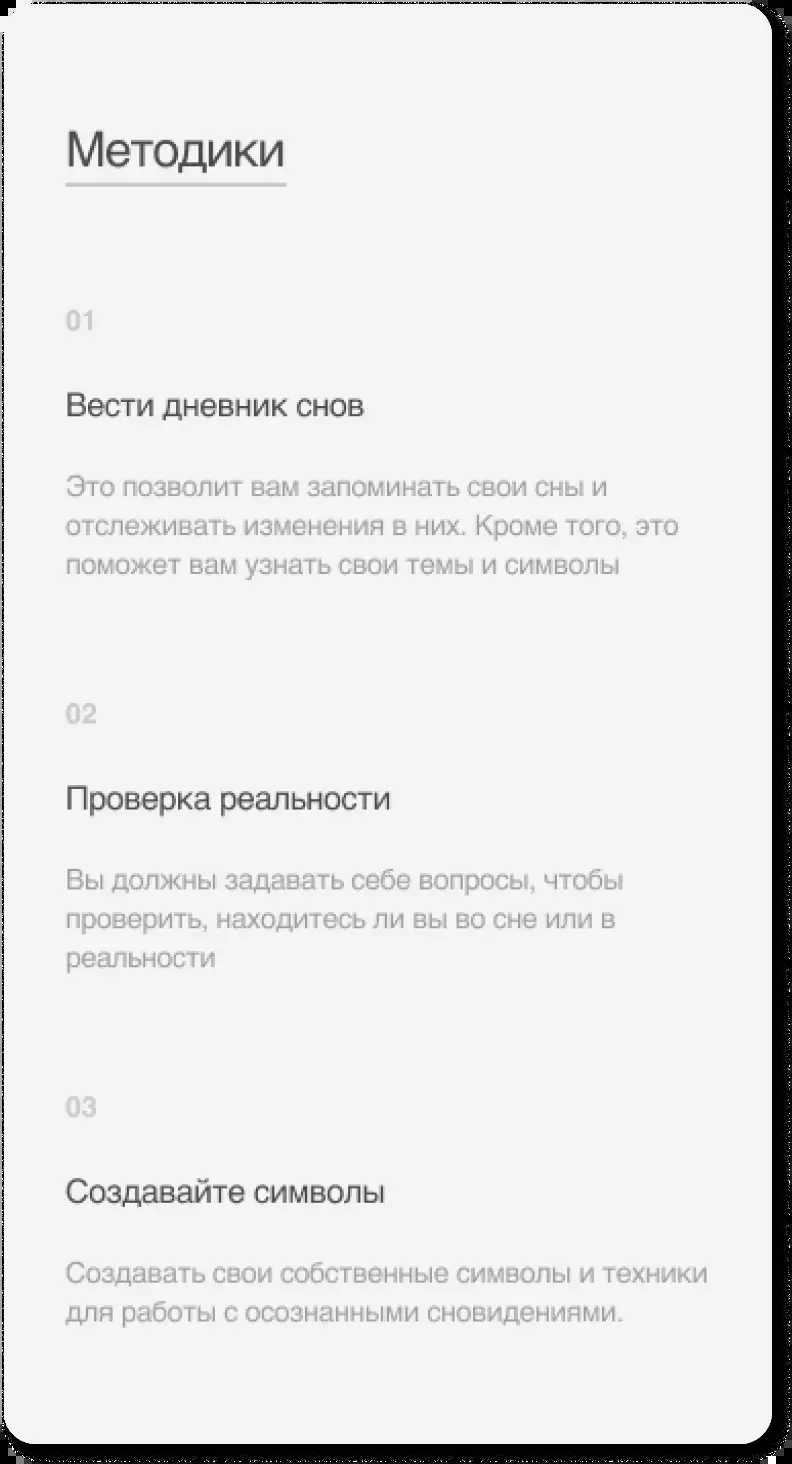 Методики
01
Вести дневник снов
Это позволит вам запоминать свои сны и
отслеживать изменения в них. Кроме того, это
поможет вам узнать свои темы и символы
02
Проверка реальности
Вы должны задавать себе вопросы, чтобы
проверить, находитесь ли вы во сне или в
реальности
03
Создавайте символы
Создавать свои собственные символы и техники
для работы с осознанными сновидениями.